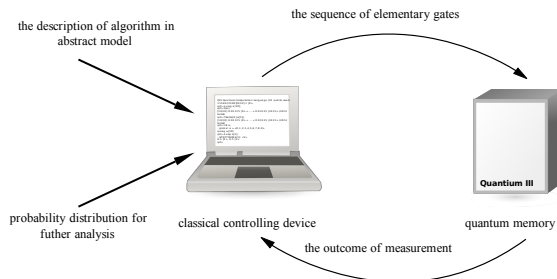 the description of algorithm in
abstract model
the sequence of elementary gates
Quantium III
probability distribution for
futher analysis
classical controlling device
quantum memory
the outcome of measurement